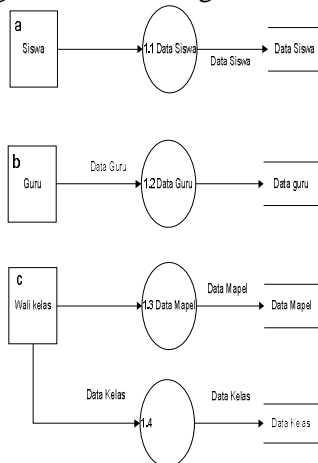 a
Siswa
1.1 Data Siswa
Data Siswa
Data Siswa
b
Guru
Data Guru
1.2 Data Guru
Data guru
c
Wali kelas
1.3 Data Mapel
Data Mapel
Data Mapel
Data Kelas
1.4
Data Kelas
Data Kelas